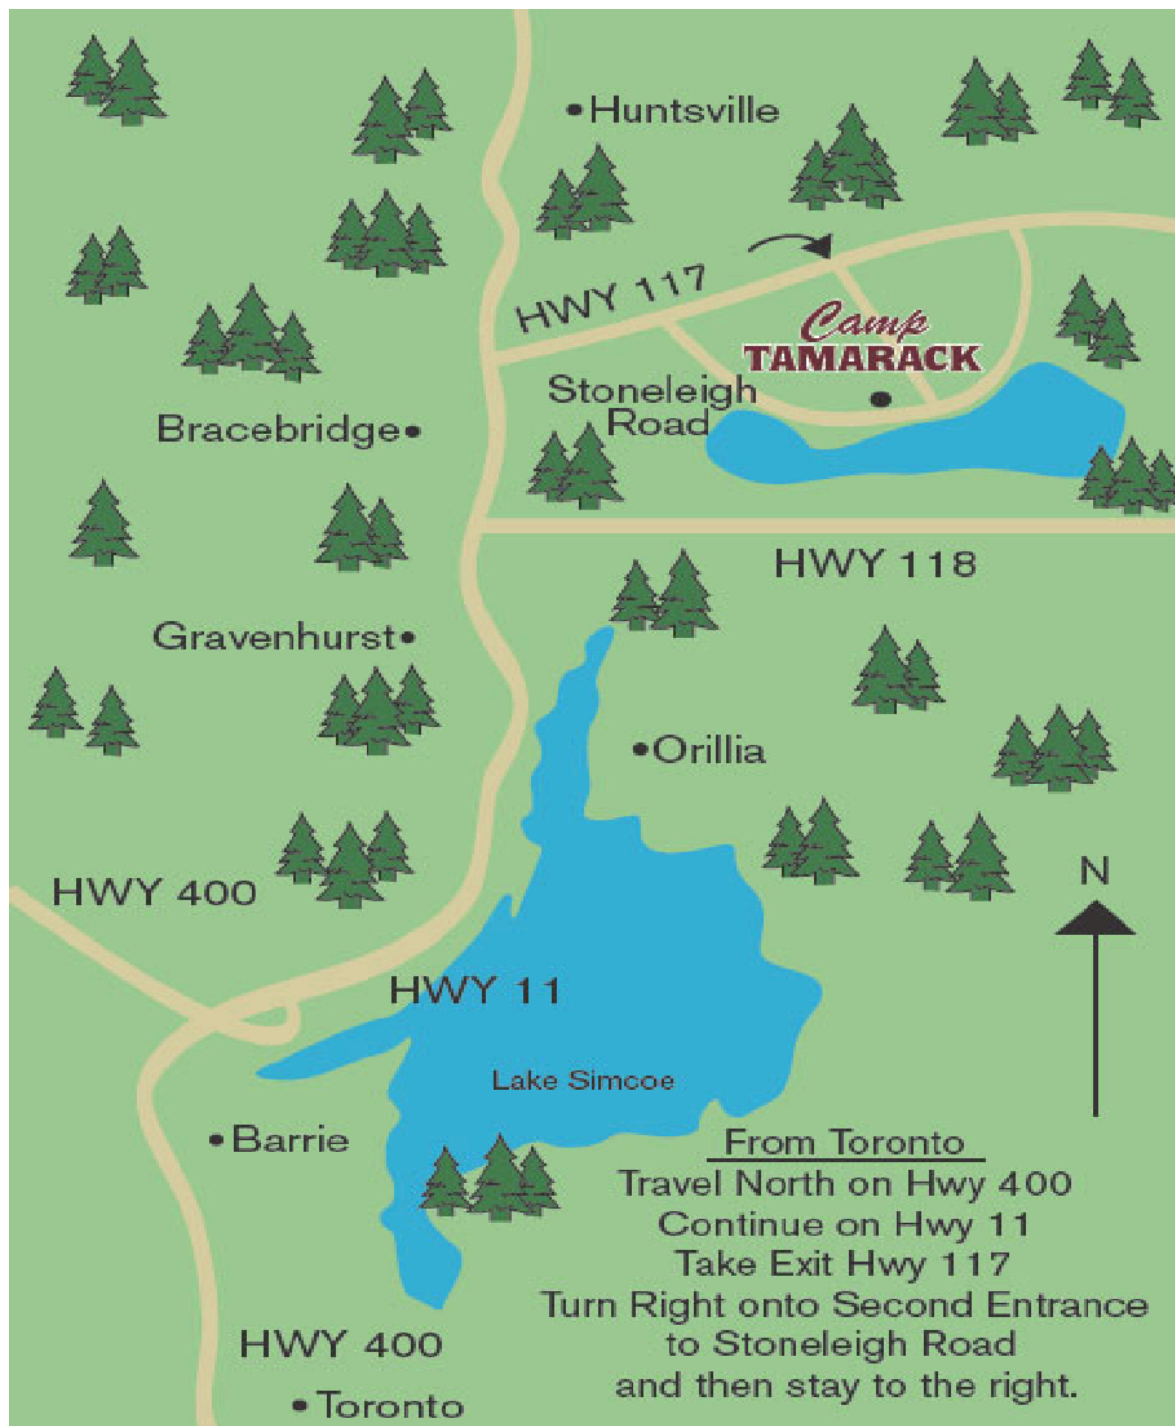 Huntsville
HWY 117
Camp
TAMARACK
Stoneleigh
Road
Bracebridge
HWY 118
Gravenhurst
Orillia
HWY 400
N
HWY 11
Lake Simcoe
Barrie
From Toronto
Travel North on Hwy 400
Continue on Hwy 11
Take Exit Hwy 117
Turn Right onto Second Entrance
to Stoneleigh Road
and then stay to the right.
HWY 400
Toronto